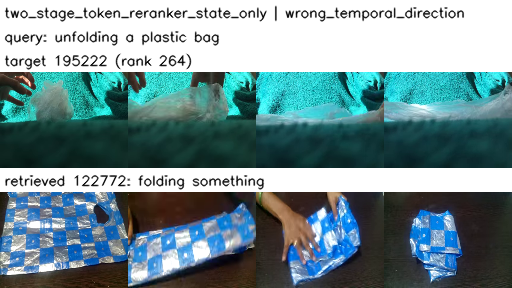 two_stage_token_reranker_state_only | wrong_temporal_direction
query: unfolding a plastic bag
target 195222 (rank 264)
retrieved 122772: folding something